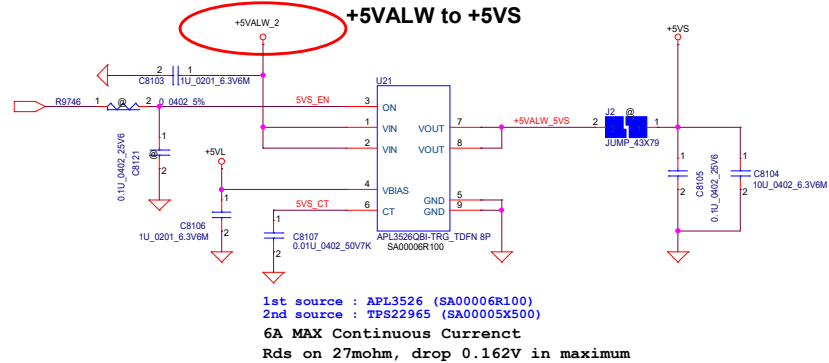 +5VALW_2
+5VALW to +5VS
+5VS
2 1
C8103 1U_0201_6.3V6M
U21
R9746 1 @ 2 0_0402_5%
5VS_EN 3 ON
1 VIN VOUT 7
2 VIN VOUT 8
+5VALW_5VS
2 J2 @ 1
JUMP_43X79
@
1
2
C8121
0.1U_0402_25V6
+5VL
4 VBIAS
GND 5
5VS_CT 6 CT GND 9
1
2
C8106
1U_0201_6.3V6M
1
2
C8107
0.01U_0402_50V7K
APL3526QBI-TRG_TDFN 8P
SA00006R100
1
2
C8105
0.1U_0402_25V6
1
2
C8104
10U_0402_6.3V6M
1st source : APL3526 (SA00006R100)
2nd source : TPS22965 (SA00005X500)
6A MAX Continuous Currenct
Rds on 27mohm, drop 0.162V in maximum